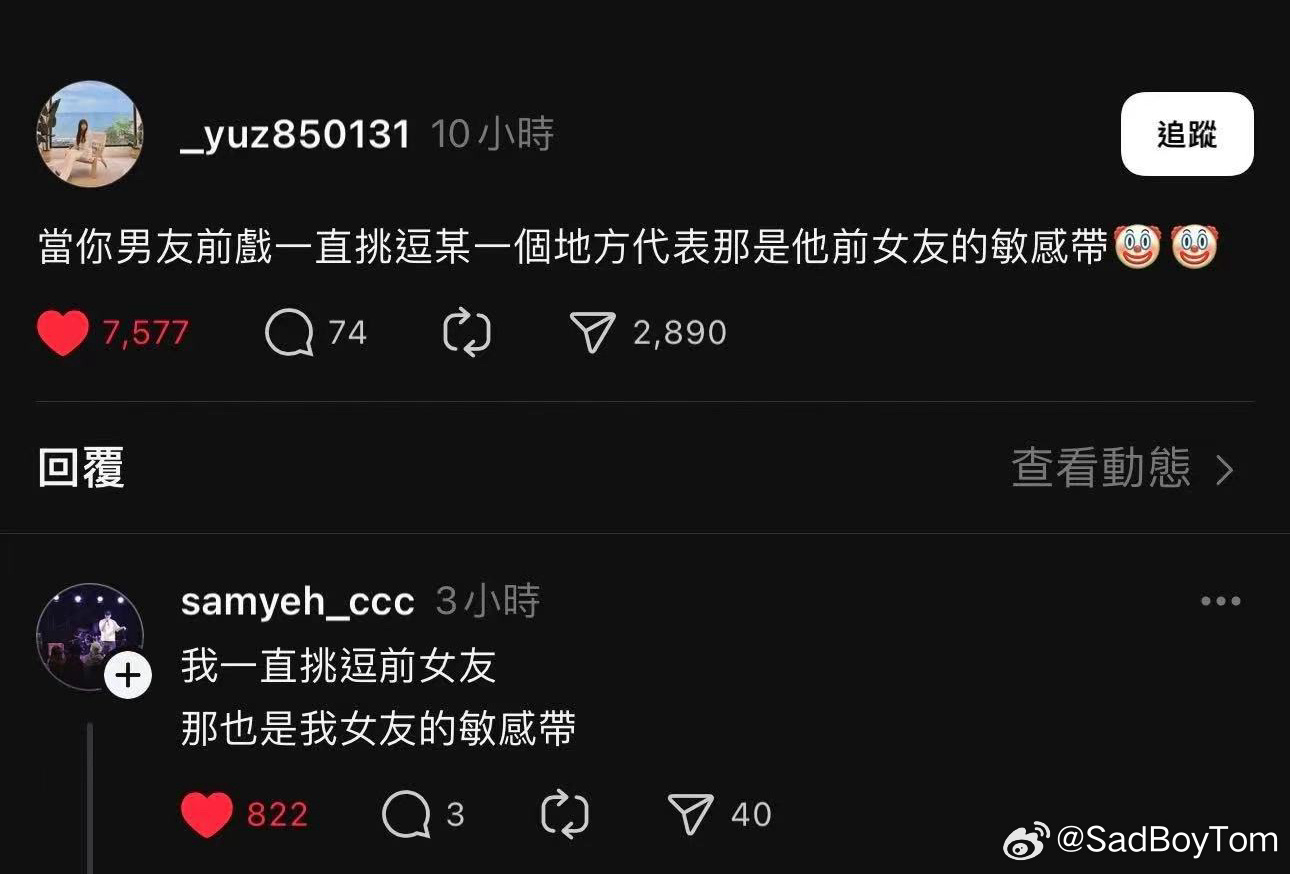 _yuz850131 10小時
追蹤
當你男友前戲一直挑逗某一個地方代表那是他前女友的敏感帶🤡🤡
7,577 74 2,890
回覆 查看動態
samyeh_ccc 3小時
我一直挑逗前女友
那也是我女友的敏感帶
822 3 40
@SadBoyTom